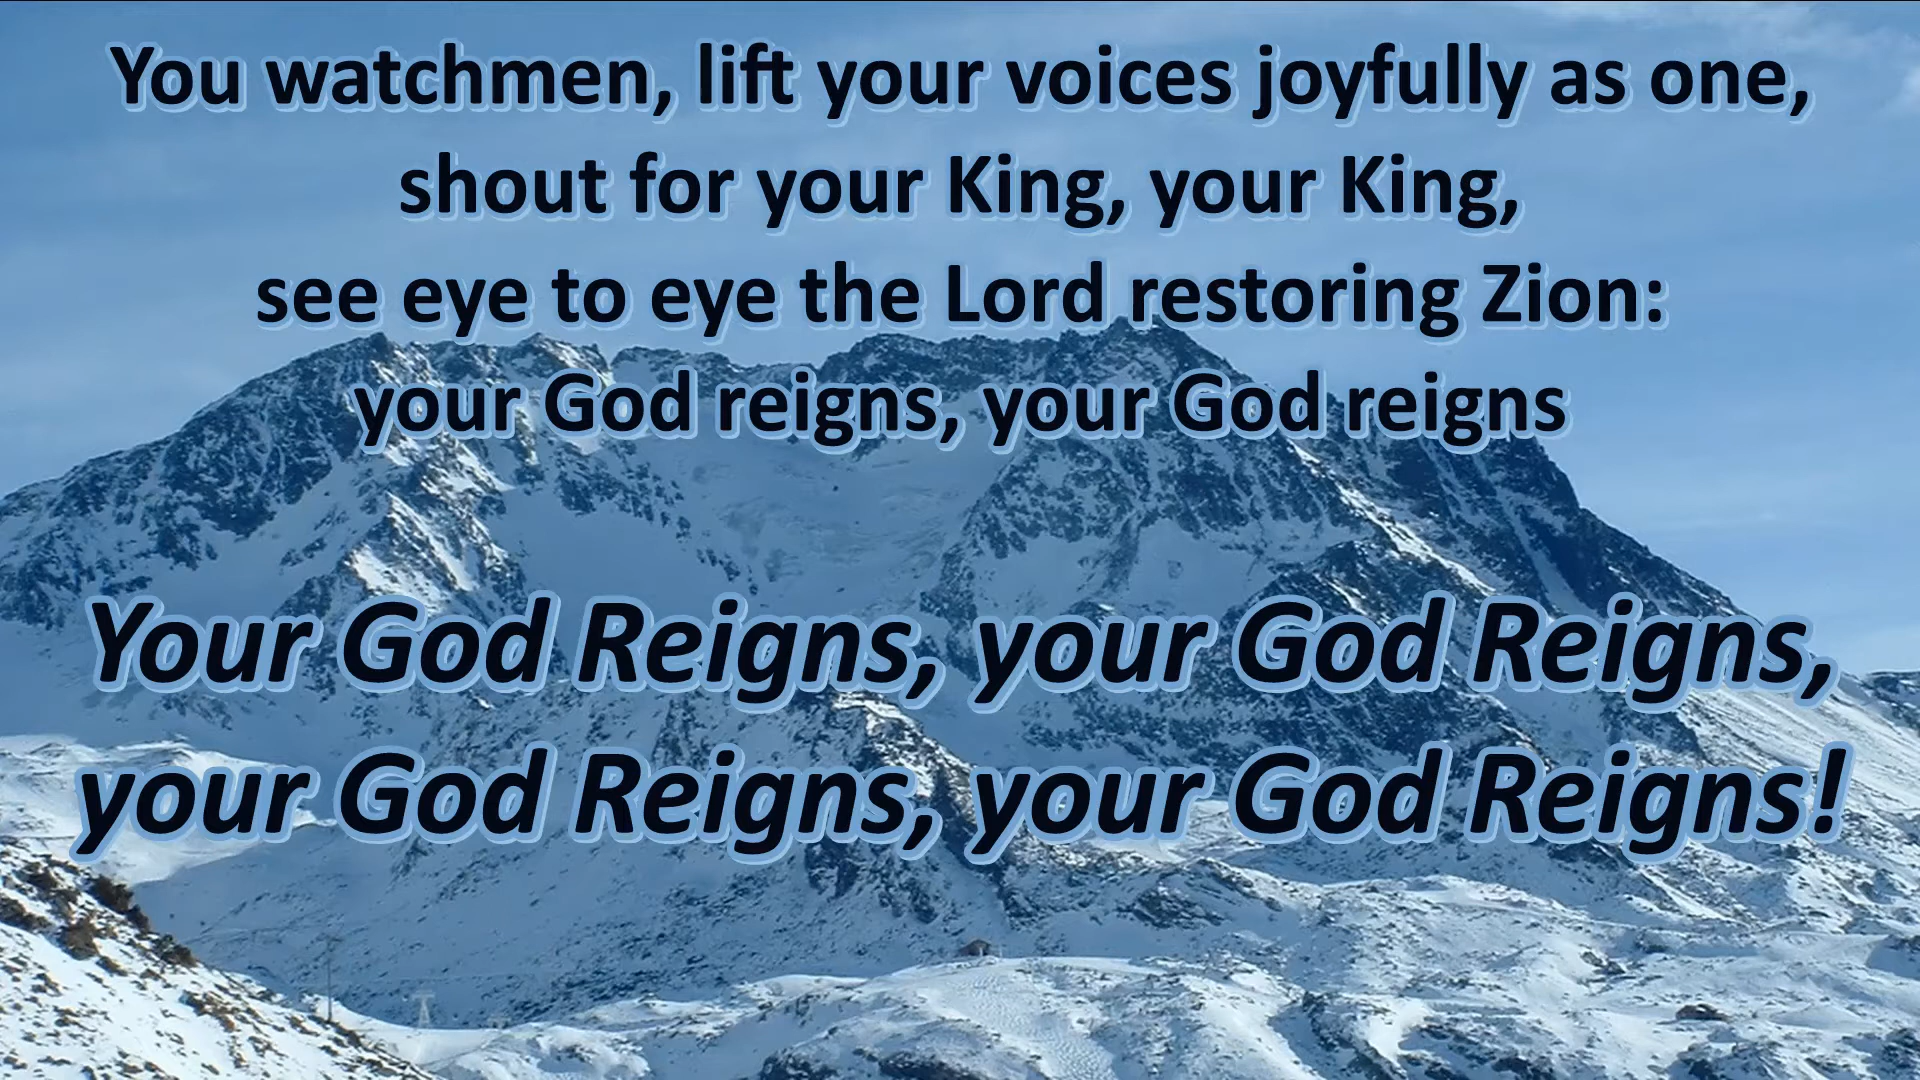 You watchmen, lift your voices joyfully as one,
shout for your King, your King,
see eye to eye the Lord restoring Zion:
your God reigns, your God reigns
Your God Reigns, your God Reigns,
your God Reigns, your God Reigns!